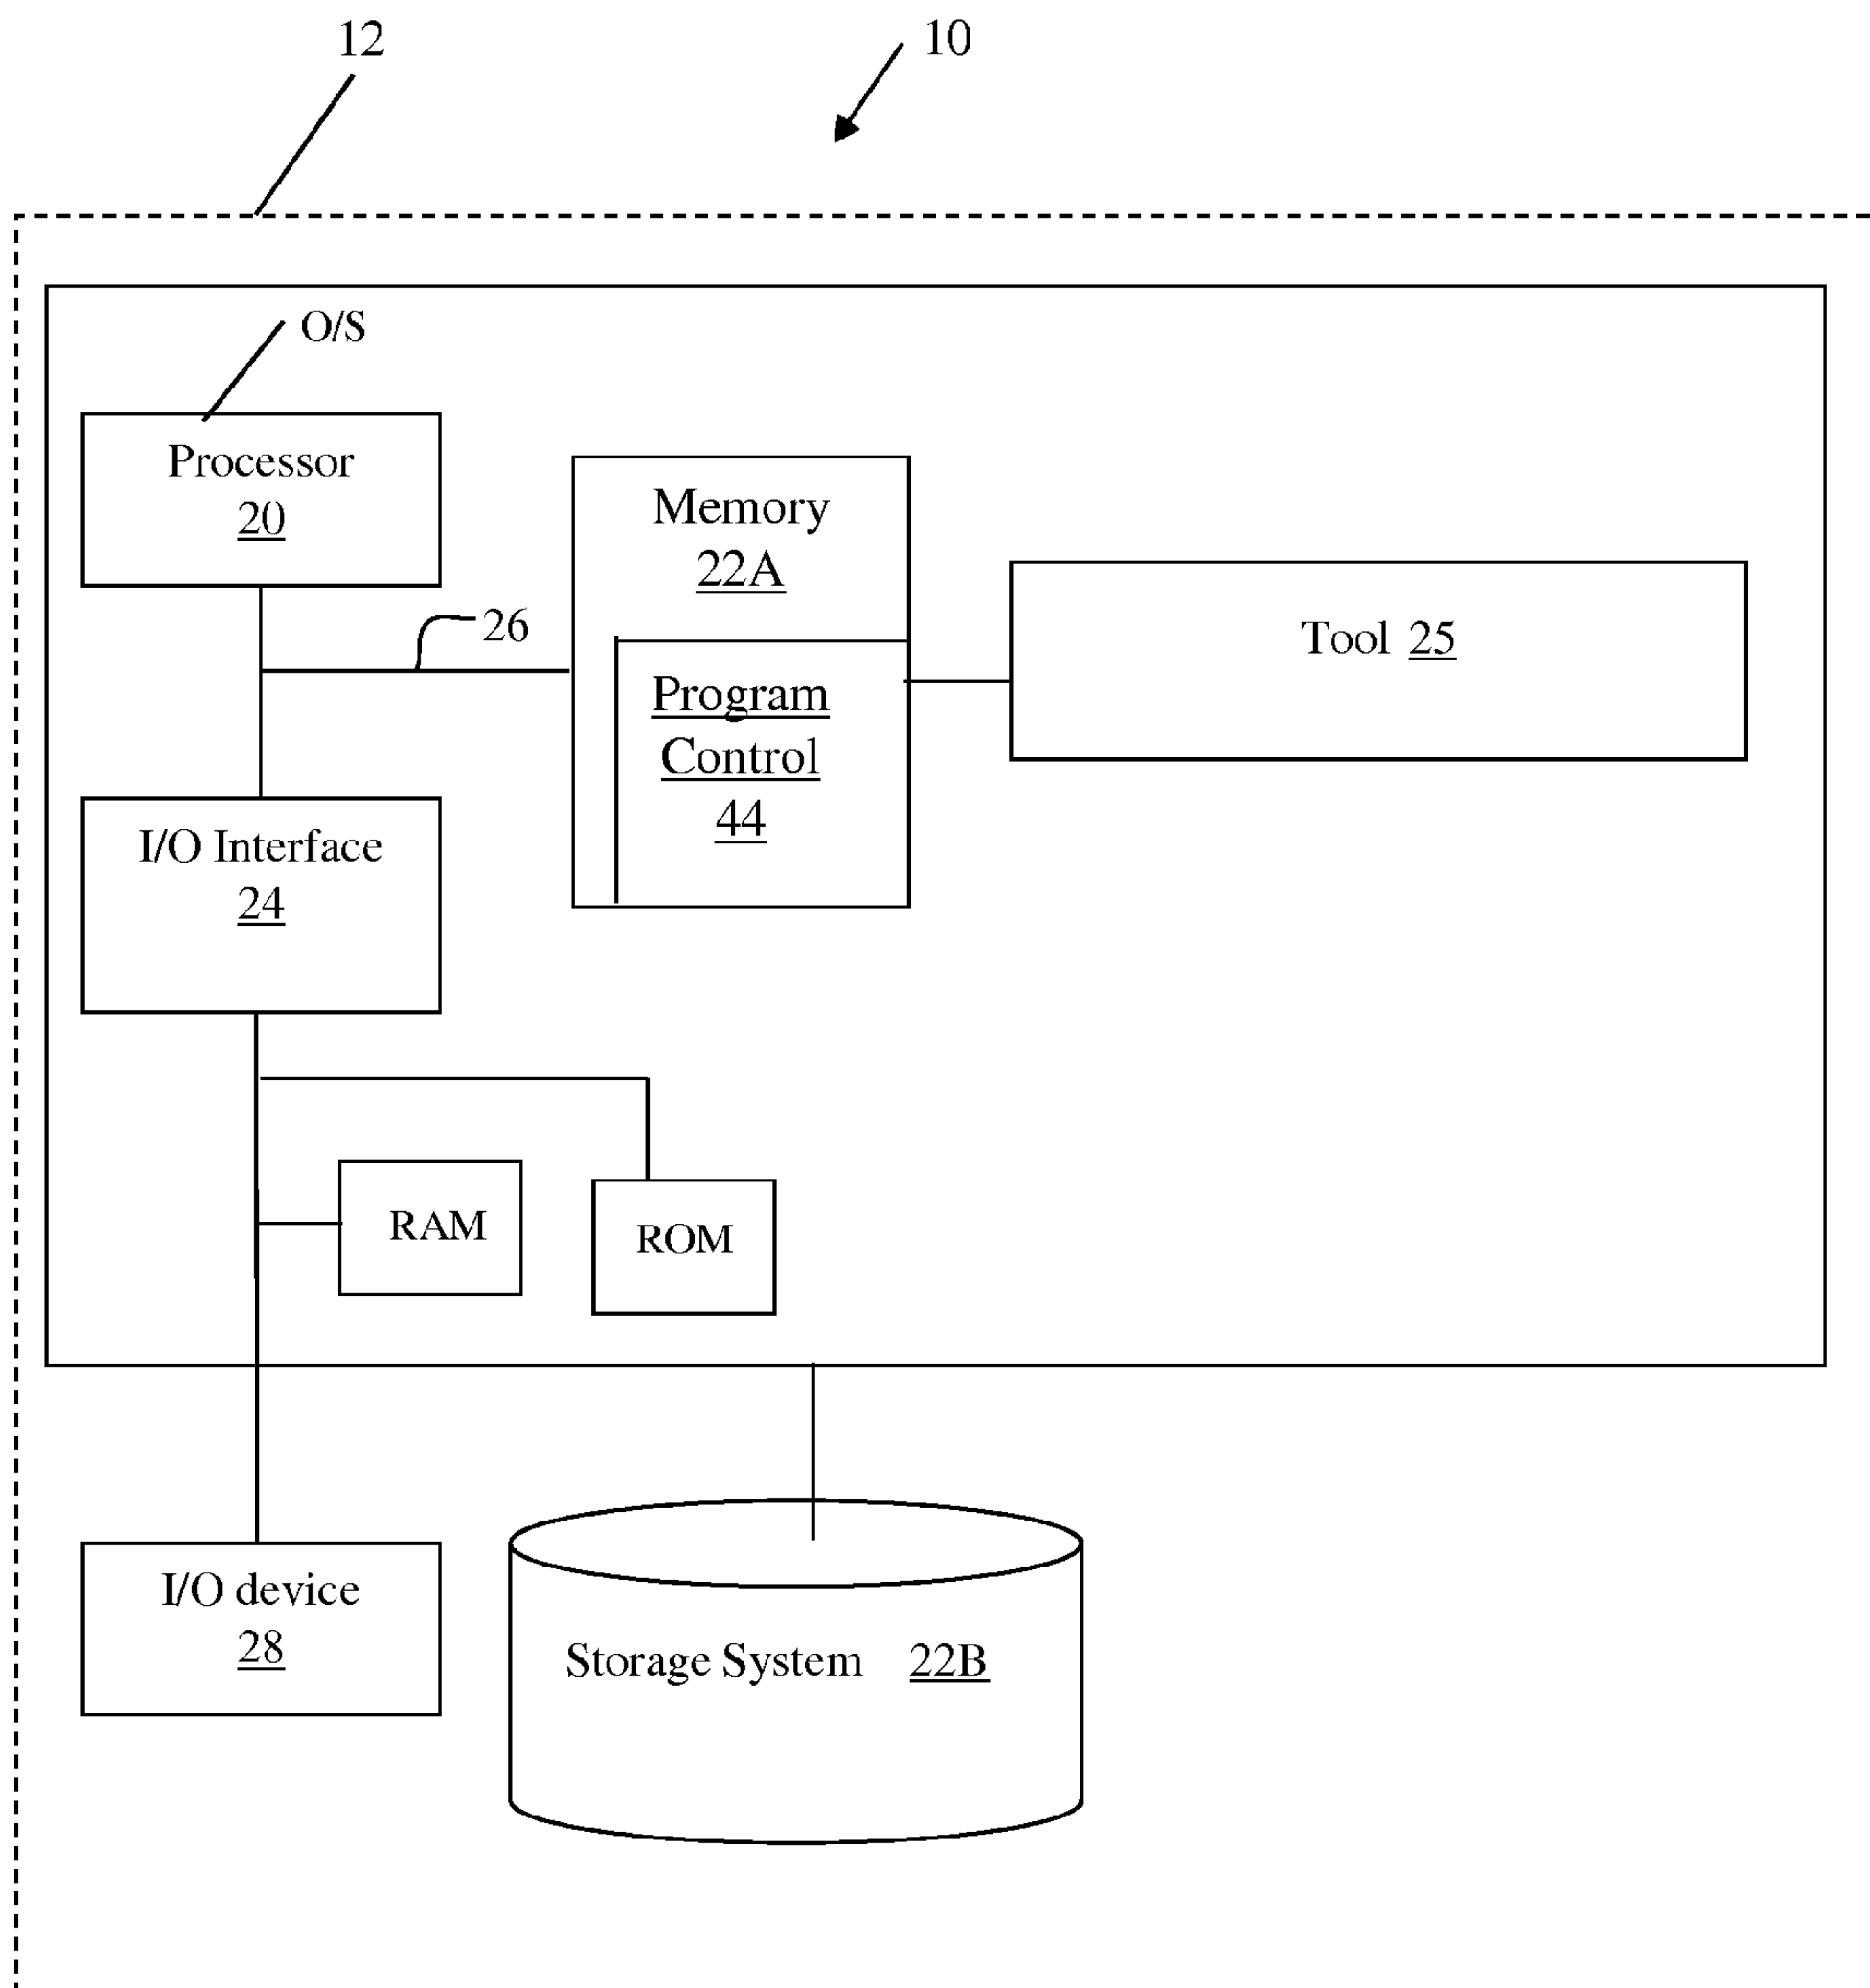 12
10
O/S
Processor
20
Memory
22A
26
Tool 25
Program
Control
44
I/O Interface
24
RAM
ROM
I/O device
28
Storage System 22B